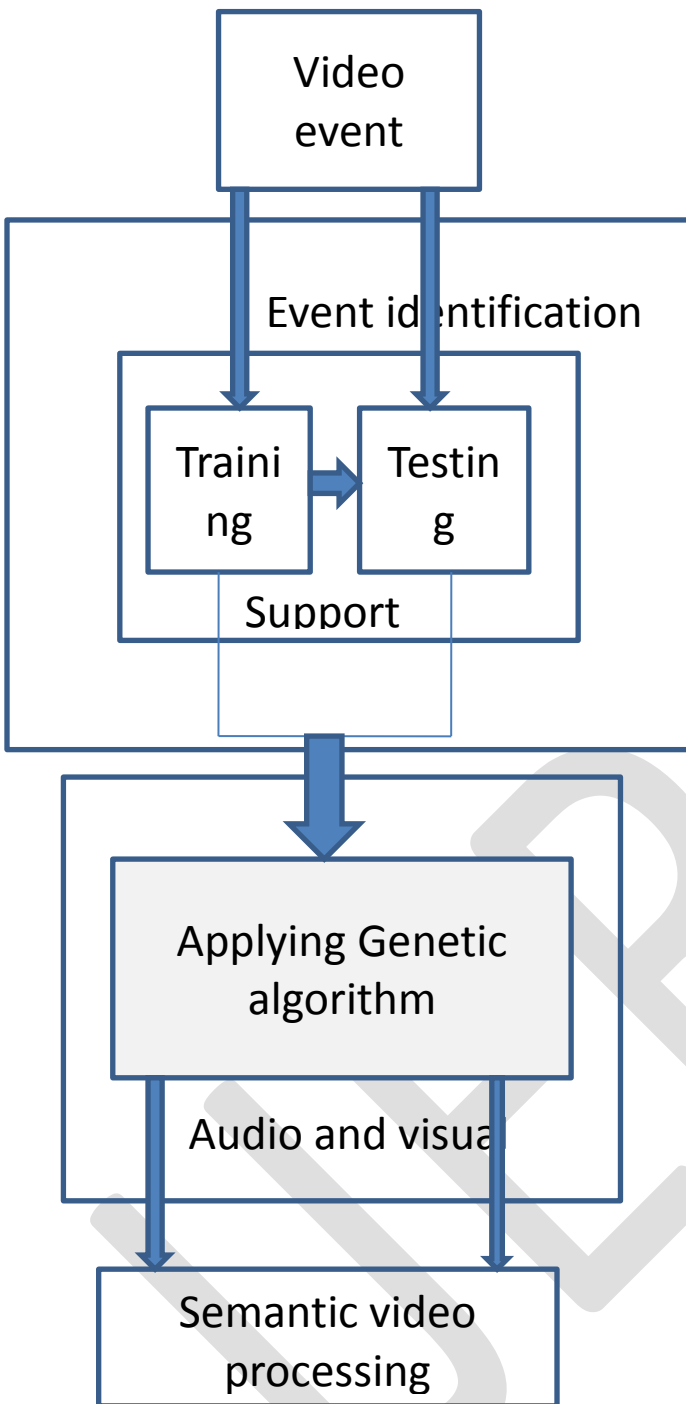 Video
event
Event identification
Traini
ng
Testin
g
Support
Applying Genetic
algorithm
Audio and visual
Semantic video
processing